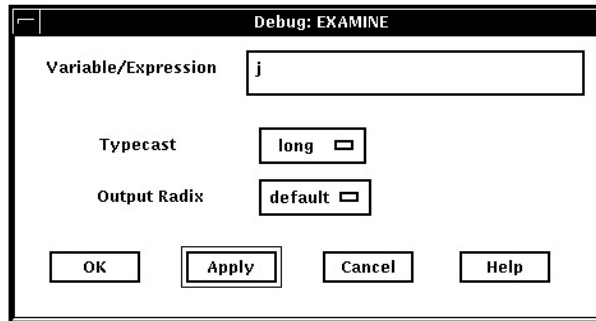 Debug: EXAMINE
Variable/Expression j
Typecast long
Output Radix default
OK Apply Cancel Help